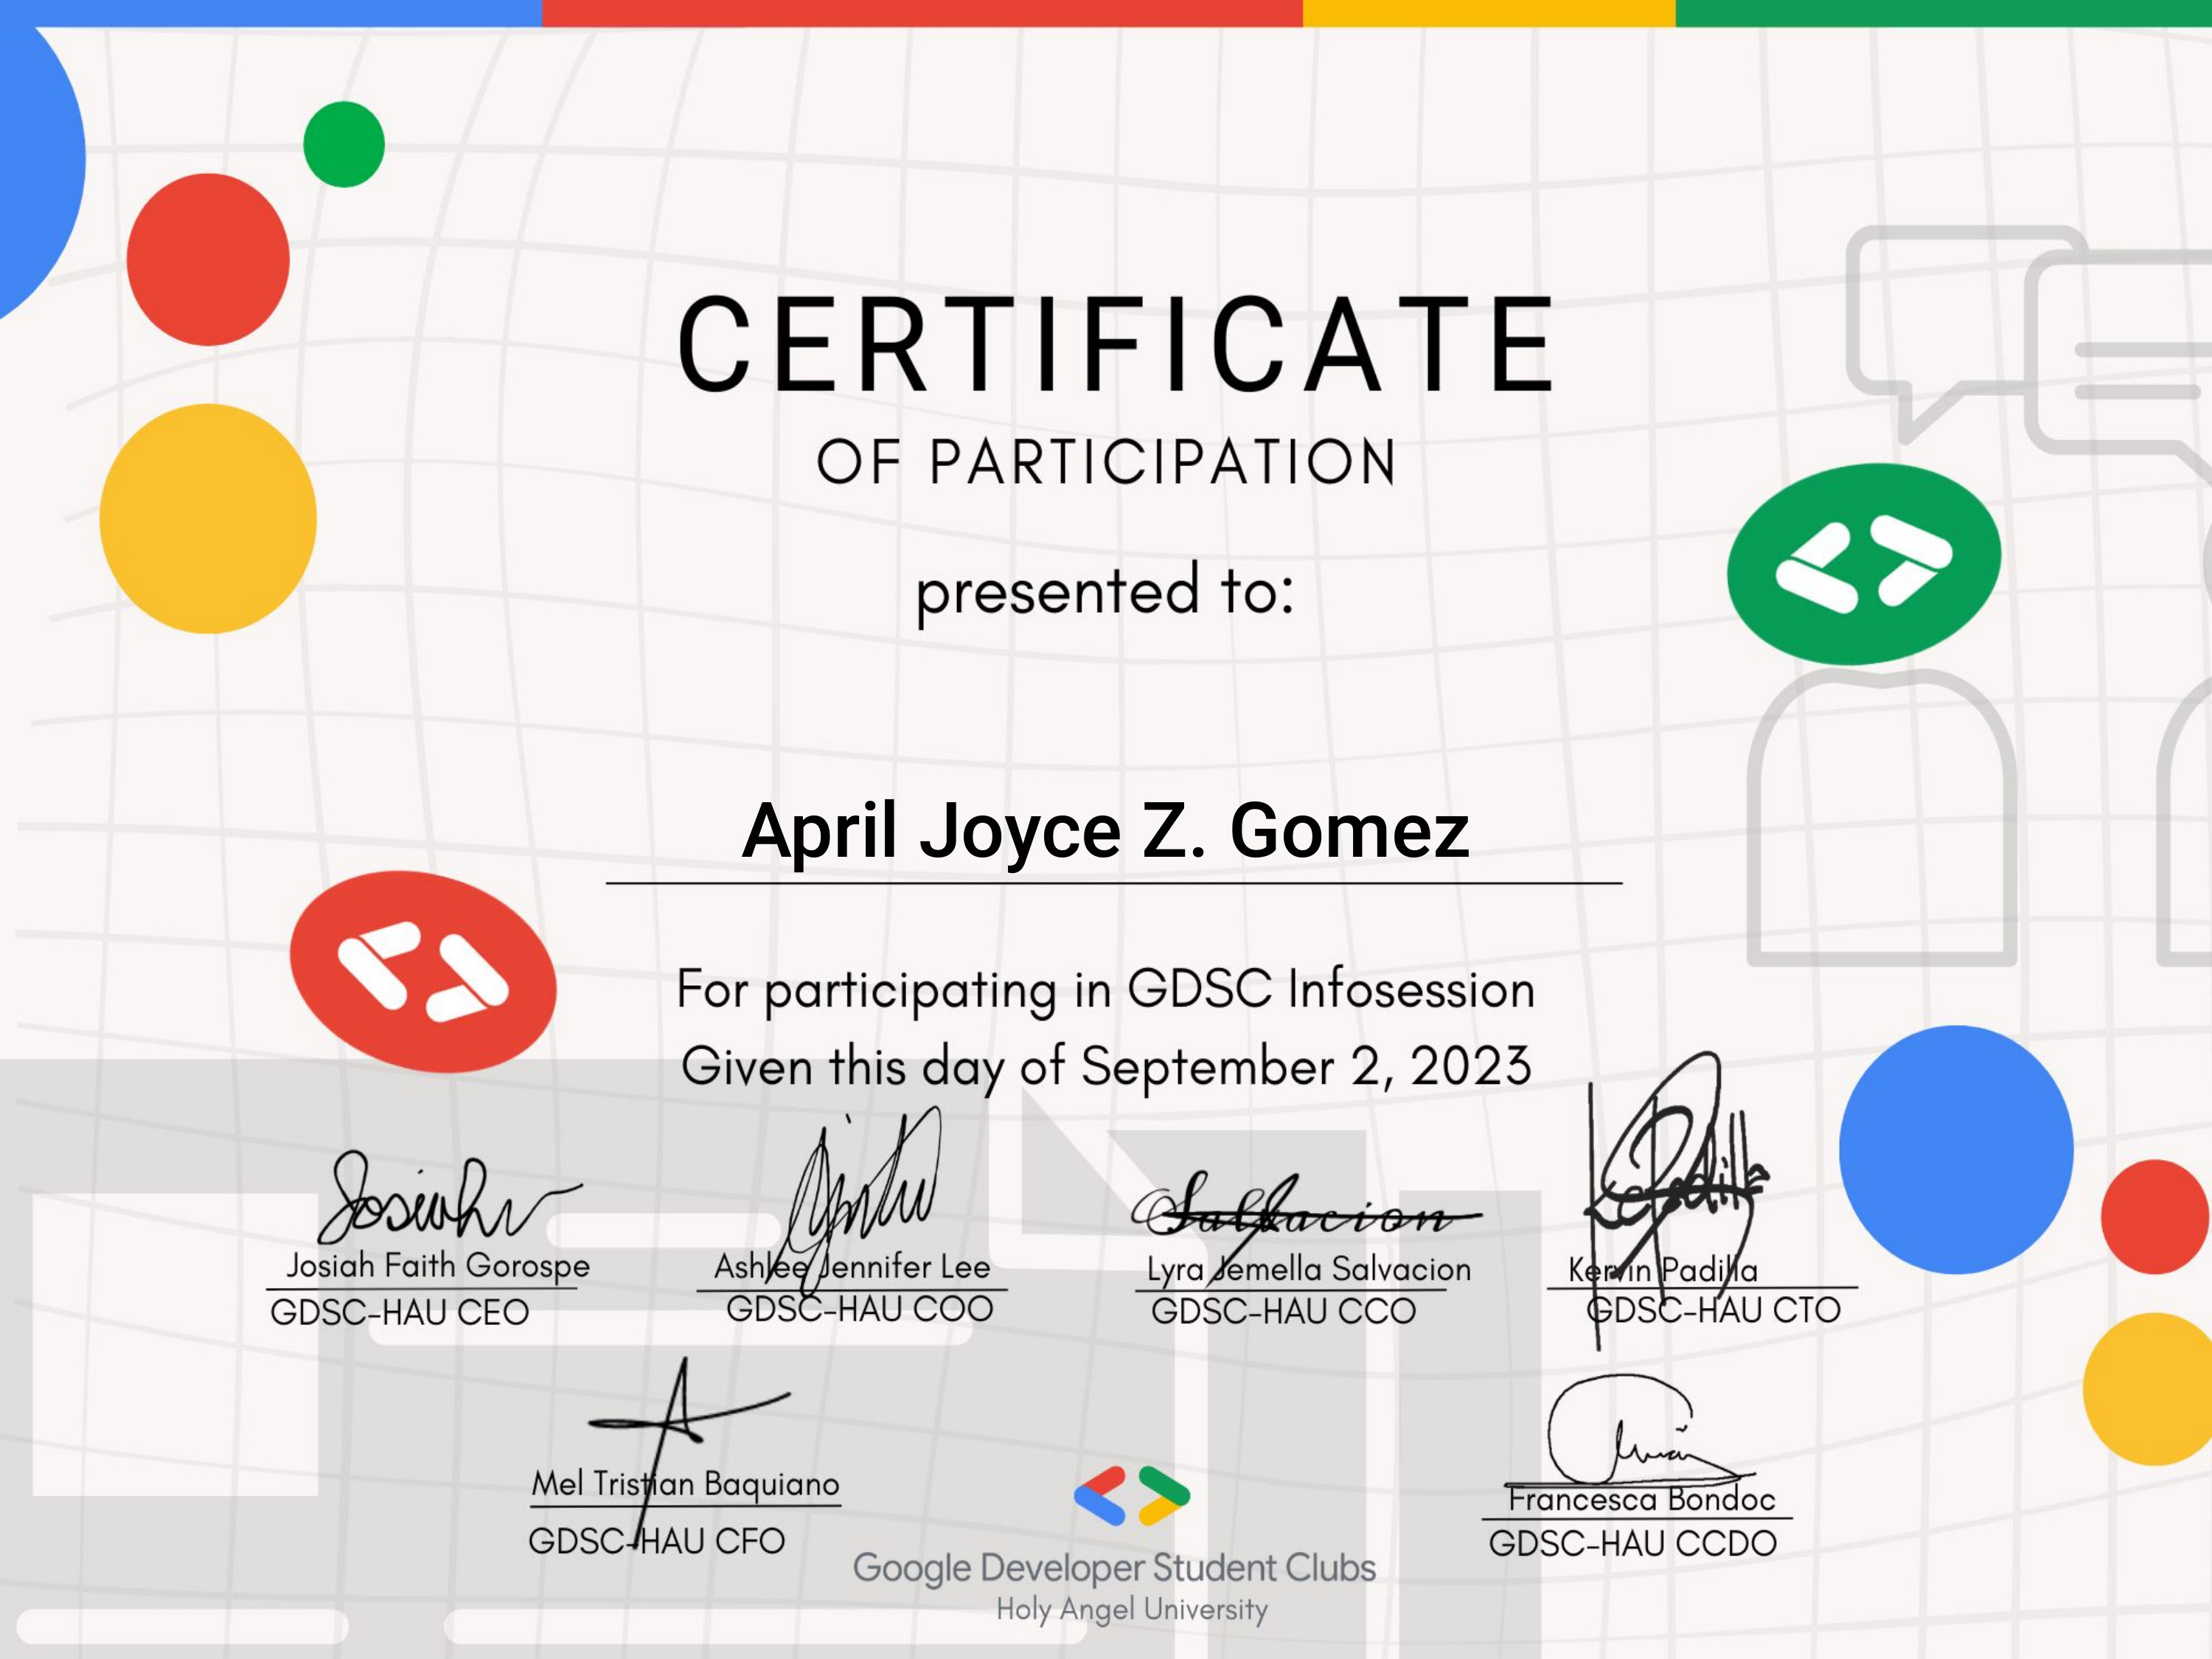 CERTIFICATE
OF PARTICIPATION
presented to:
April Joyce Z. Gomez
For participating in GDSC Infosession
Given this day of September 2, 2023
Josiah Faith Gorospe
GDSC-HAU CEO
Ashlee Jennifer Lee
GDSC-HAU COO
Salvacion
Lyra Jemella Salvacion
GDSC-HAU CCO
Kervin Padilla
GDSC-HAU CTO
Mel Tristian Baquiano
GDSC-HAU CFO
Francesca Bondoc
GDSC-HAU CCDO
Google Developer Student Clubs
Holy Angel University